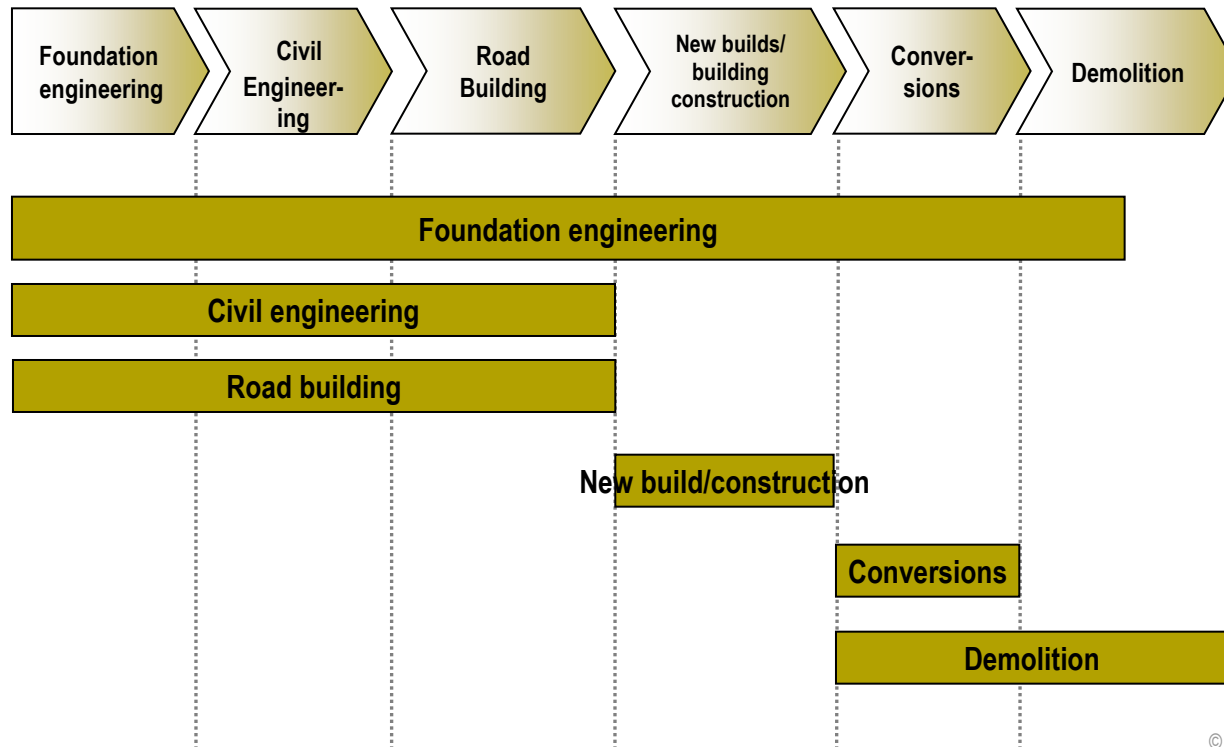 Foundation
engineering
Civil
Engineer-
ing
Road
Building
New builds/
building
construction
Conver-
sions
Demolition
Foundation engineering
Civil engineering
Road building
New build/construction
Conversions
Demolition
©